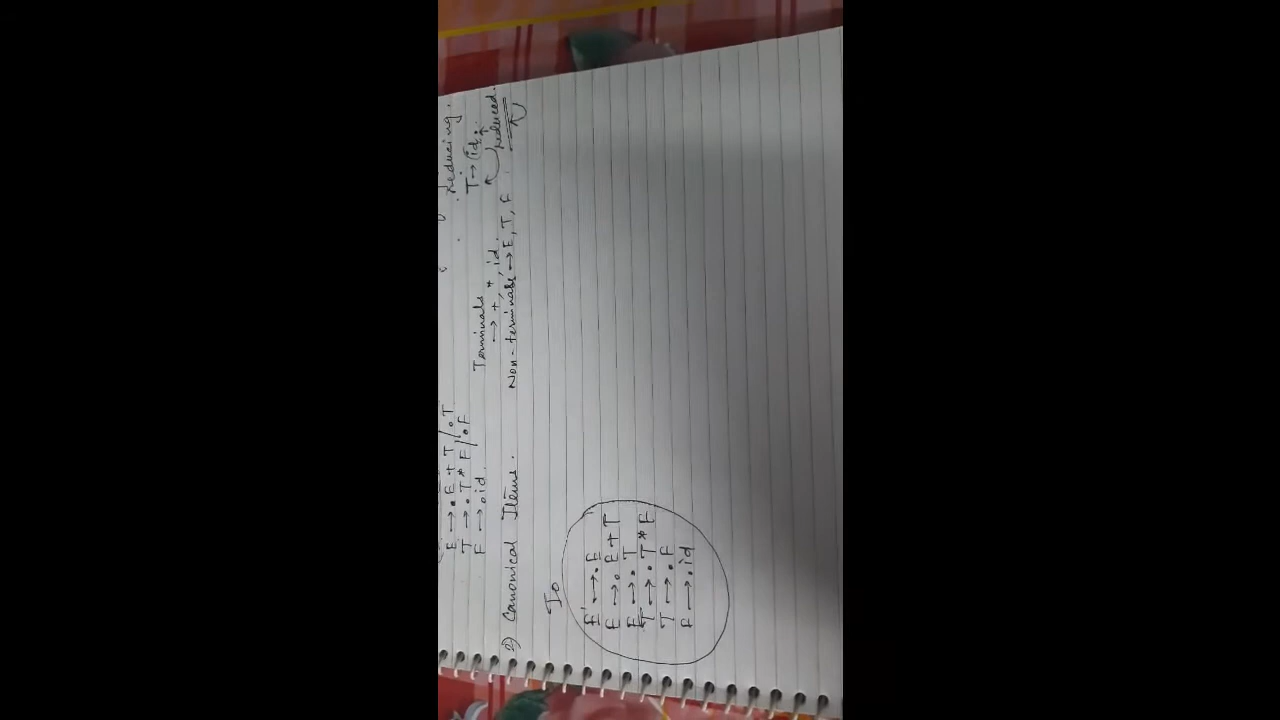 reducing.
E → .E + T / .T
T → .T * F / .F
T → id.
F → .id
reduced.
Terminals
→ +, *, id.
2) Canonical Items.
Non-terminals → E, T, F
I0
E' → .E
E → .E + T
E → .T
T → .T * F
T → .F
F → .id